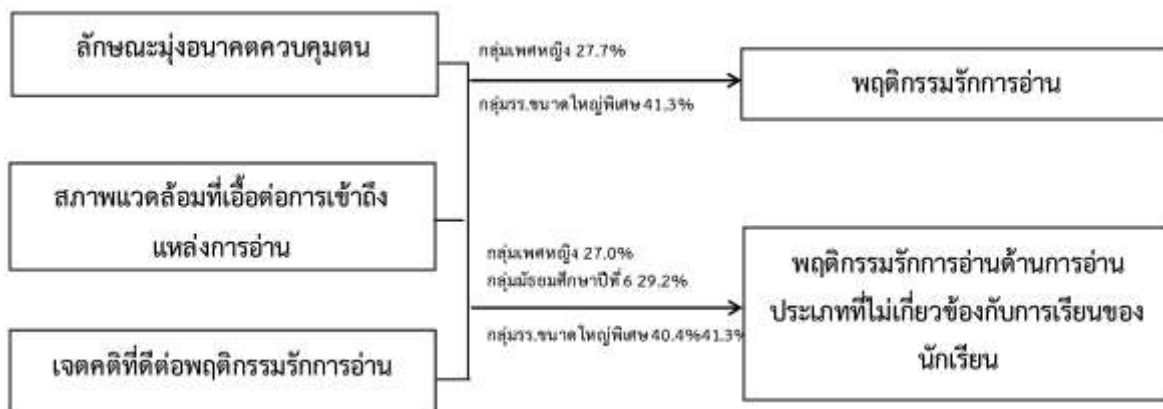 ลักษณะมุ่งอนาคตควบคุมตน
สภาพแวดล้อมที่เอื้อต่อการเข้าถึง
แหล่งการอ่าน
เจตคติที่ดีต่อพฤติกรรมรักการอ่าน
กลุ่มเพศหญิง 27.7%
กลุ่มรร.ขนาดใหญ่พิเศษ 41.3%
กลุ่มเพศหญิง 27.0%
กลุ่มมัธยมศึกษาปีที่ 6 29.2%
กลุ่มรร.ขนาดใหญ่พิเศษ 40.4%41.3%
พฤติกรรมรักการอ่าน
พฤติกรรมรักการอ่านด้านการอ่าน
ประเภทที่ไม่เกี่ยวข้องกับการเรียนของ
นักเรียน